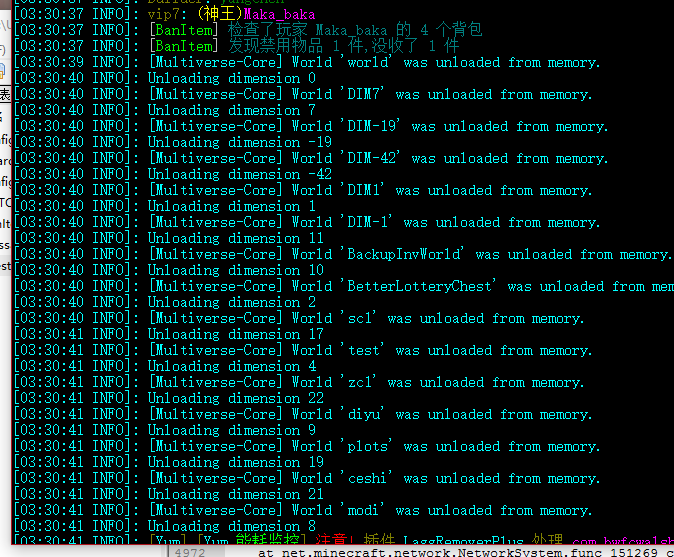 [03:30:37 INFO]:
[03:30:37 INFO]: vip7: (神王)Maka_baka
[03:30:37 INFO]: [BanItem] 检查了玩家 Maka_baka 的 4 个背包
[03:30:37 INFO]: [BanItem] 发现禁用物品 1 件,没收了 1 件
[03:30:39 INFO]: [Multiverse-Core] World 'world' was unloaded from memory.
[03:30:40 INFO]: Unloading dimension 0
[03:30:40 INFO]: [Multiverse-Core] World 'DIM7' was unloaded from memory.
[03:30:40 INFO]: Unloading dimension 7
[03:30:40 INFO]: [Multiverse-Core] World 'DIM-19' was unloaded from memory.
[03:30:40 INFO]: Unloading dimension -19
[03:30:40 INFO]: [Multiverse-Core] World 'DIM-42' was unloaded from memory.
[03:30:40 INFO]: Unloading dimension -42
[03:30:40 INFO]: [Multiverse-Core] World 'DIM1' was unloaded from memory.
[03:30:40 INFO]: Unloading dimension 1
[03:30:40 INFO]: [Multiverse-Core] World 'DIM-1' was unloaded from memory.
[03:30:40 INFO]: Unloading dimension 11
[03:30:40 INFO]: [Multiverse-Core] World 'BackupInvWorld' was unloaded from memory.
[03:30:40 INFO]: Unloading dimension 10
[03:30:40 INFO]: [Multiverse-Core] World 'BetterLotteryChest' was unloaded from mem
[03:30:40 INFO]: Unloading dimension 2
[03:30:40 INFO]: [Multiverse-Core] World 'sc1' was unloaded from memory.
[03:30:41 INFO]: Unloading dimension 17
[03:30:41 INFO]: [Multiverse-Core] World 'test' was unloaded from memory.
[03:30:41 INFO]: Unloading dimension 4
[03:30:41 INFO]: [Multiverse-Core] World 'zc1' was unloaded from memory.
[03:30:41 INFO]: Unloading dimension 22
[03:30:41 INFO]: [Multiverse-Core] World 'diyu' was unloaded from memory.
[03:30:41 INFO]: Unloading dimension 9
[03:30:41 INFO]: [Multiverse-Core] World 'plots' was unloaded from memory.
[03:30:41 INFO]: Unloading dimension 19
[03:30:41 INFO]: [Multiverse-Core] World 'ceshi' was unloaded from memory.
[03:30:41 INFO]: Unloading dimension 21
[03:30:41 INFO]: [Multiverse-Core] World 'modi' was unloaded from memory.
[03:30:41 INFO]: Unloading dimension 8
[03:30:41 INFO]: [Yum] [Yum 能耗监控] 注意! 插件 LaggRemoverPlus 处理
4972 at net.minecraft.network.NetworkSystem.func_151269_c